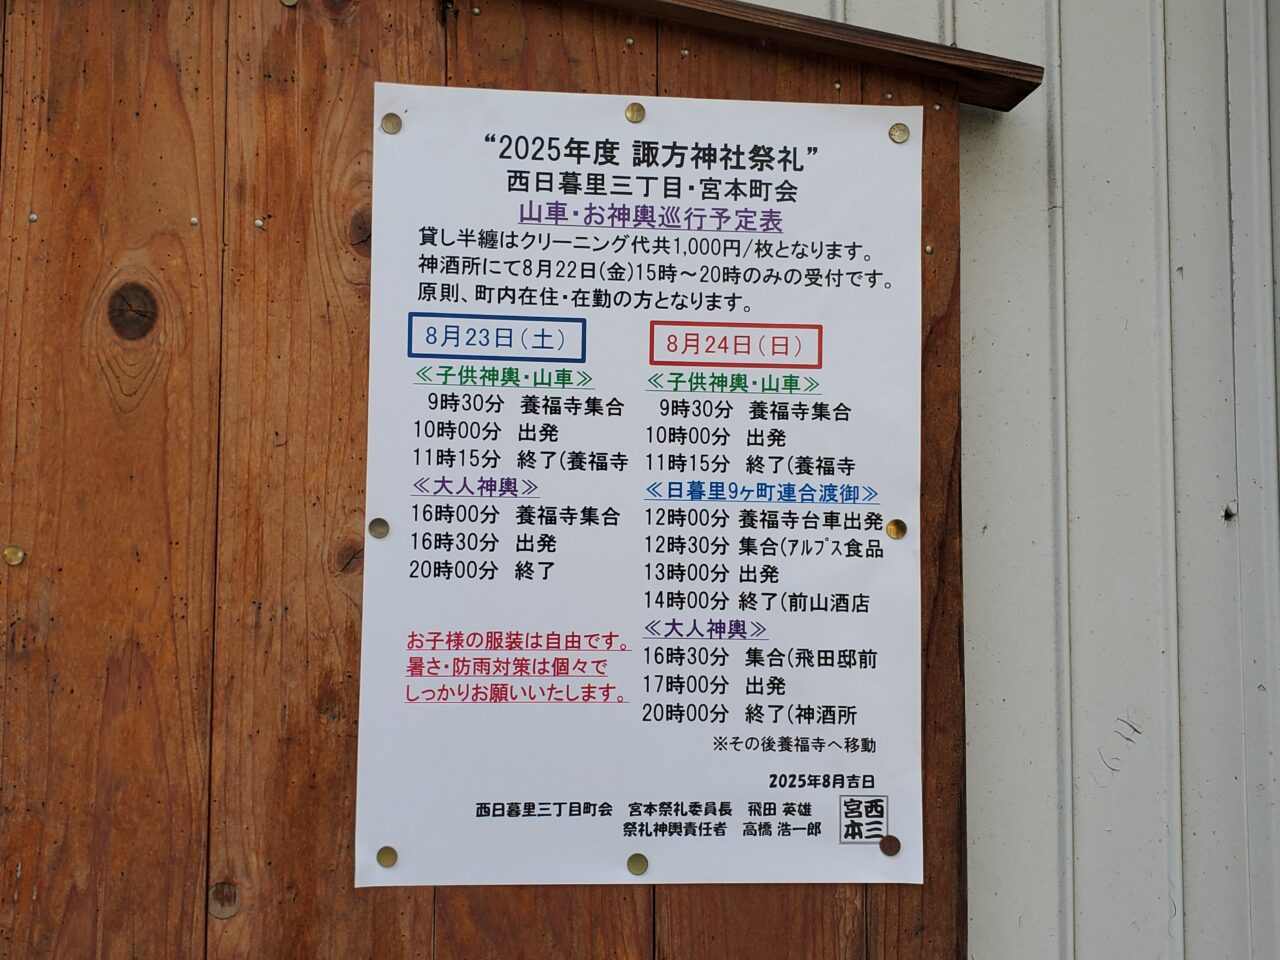 “2025年度 諏方神社祭礼”
西日暮里三丁目・宮本町会
山車・お神輿巡行予定表
貸し半纏はクリーニング代共1,000円/枚となります。
神酒所にて8月22日(金)15時～20時のみの受付です。
原則、町内在住・在勤の方となります。
8月23日（土）
≪子供神輿・山車≫
9時30分 養福寺集合
10時00分 出発
11時15分 終了(養福寺
≪大人神輿≫
16時00分 養福寺集合
16時30分 出発
20時00分 終了
お子様の服装は自由です。
暑さ・防雨対策は個々で
しっかりお願いいたします。
8月24日（日）
≪子供神輿・山車≫
9時30分 養福寺集合
10時00分 出発
11時15分 終了(養福寺
≪日暮里9ヶ町連合渡御≫
12時00分 養福寺台車出発
12時30分 集合(ｱﾙﾌﾟｽ食品
13時00分 出発
14時00分 終了(前山酒店
≪大人神輿≫
16時30分 集合(飛田邸前
17時00分 出発
20時00分 終了(神酒所
※その後養福寺へ移動
2025年8月吉日
西日暮里三丁目町会 宮本祭礼委員長 飛田 英雄
祭礼神輿責任者 高橋 浩一郎
西三
宮本